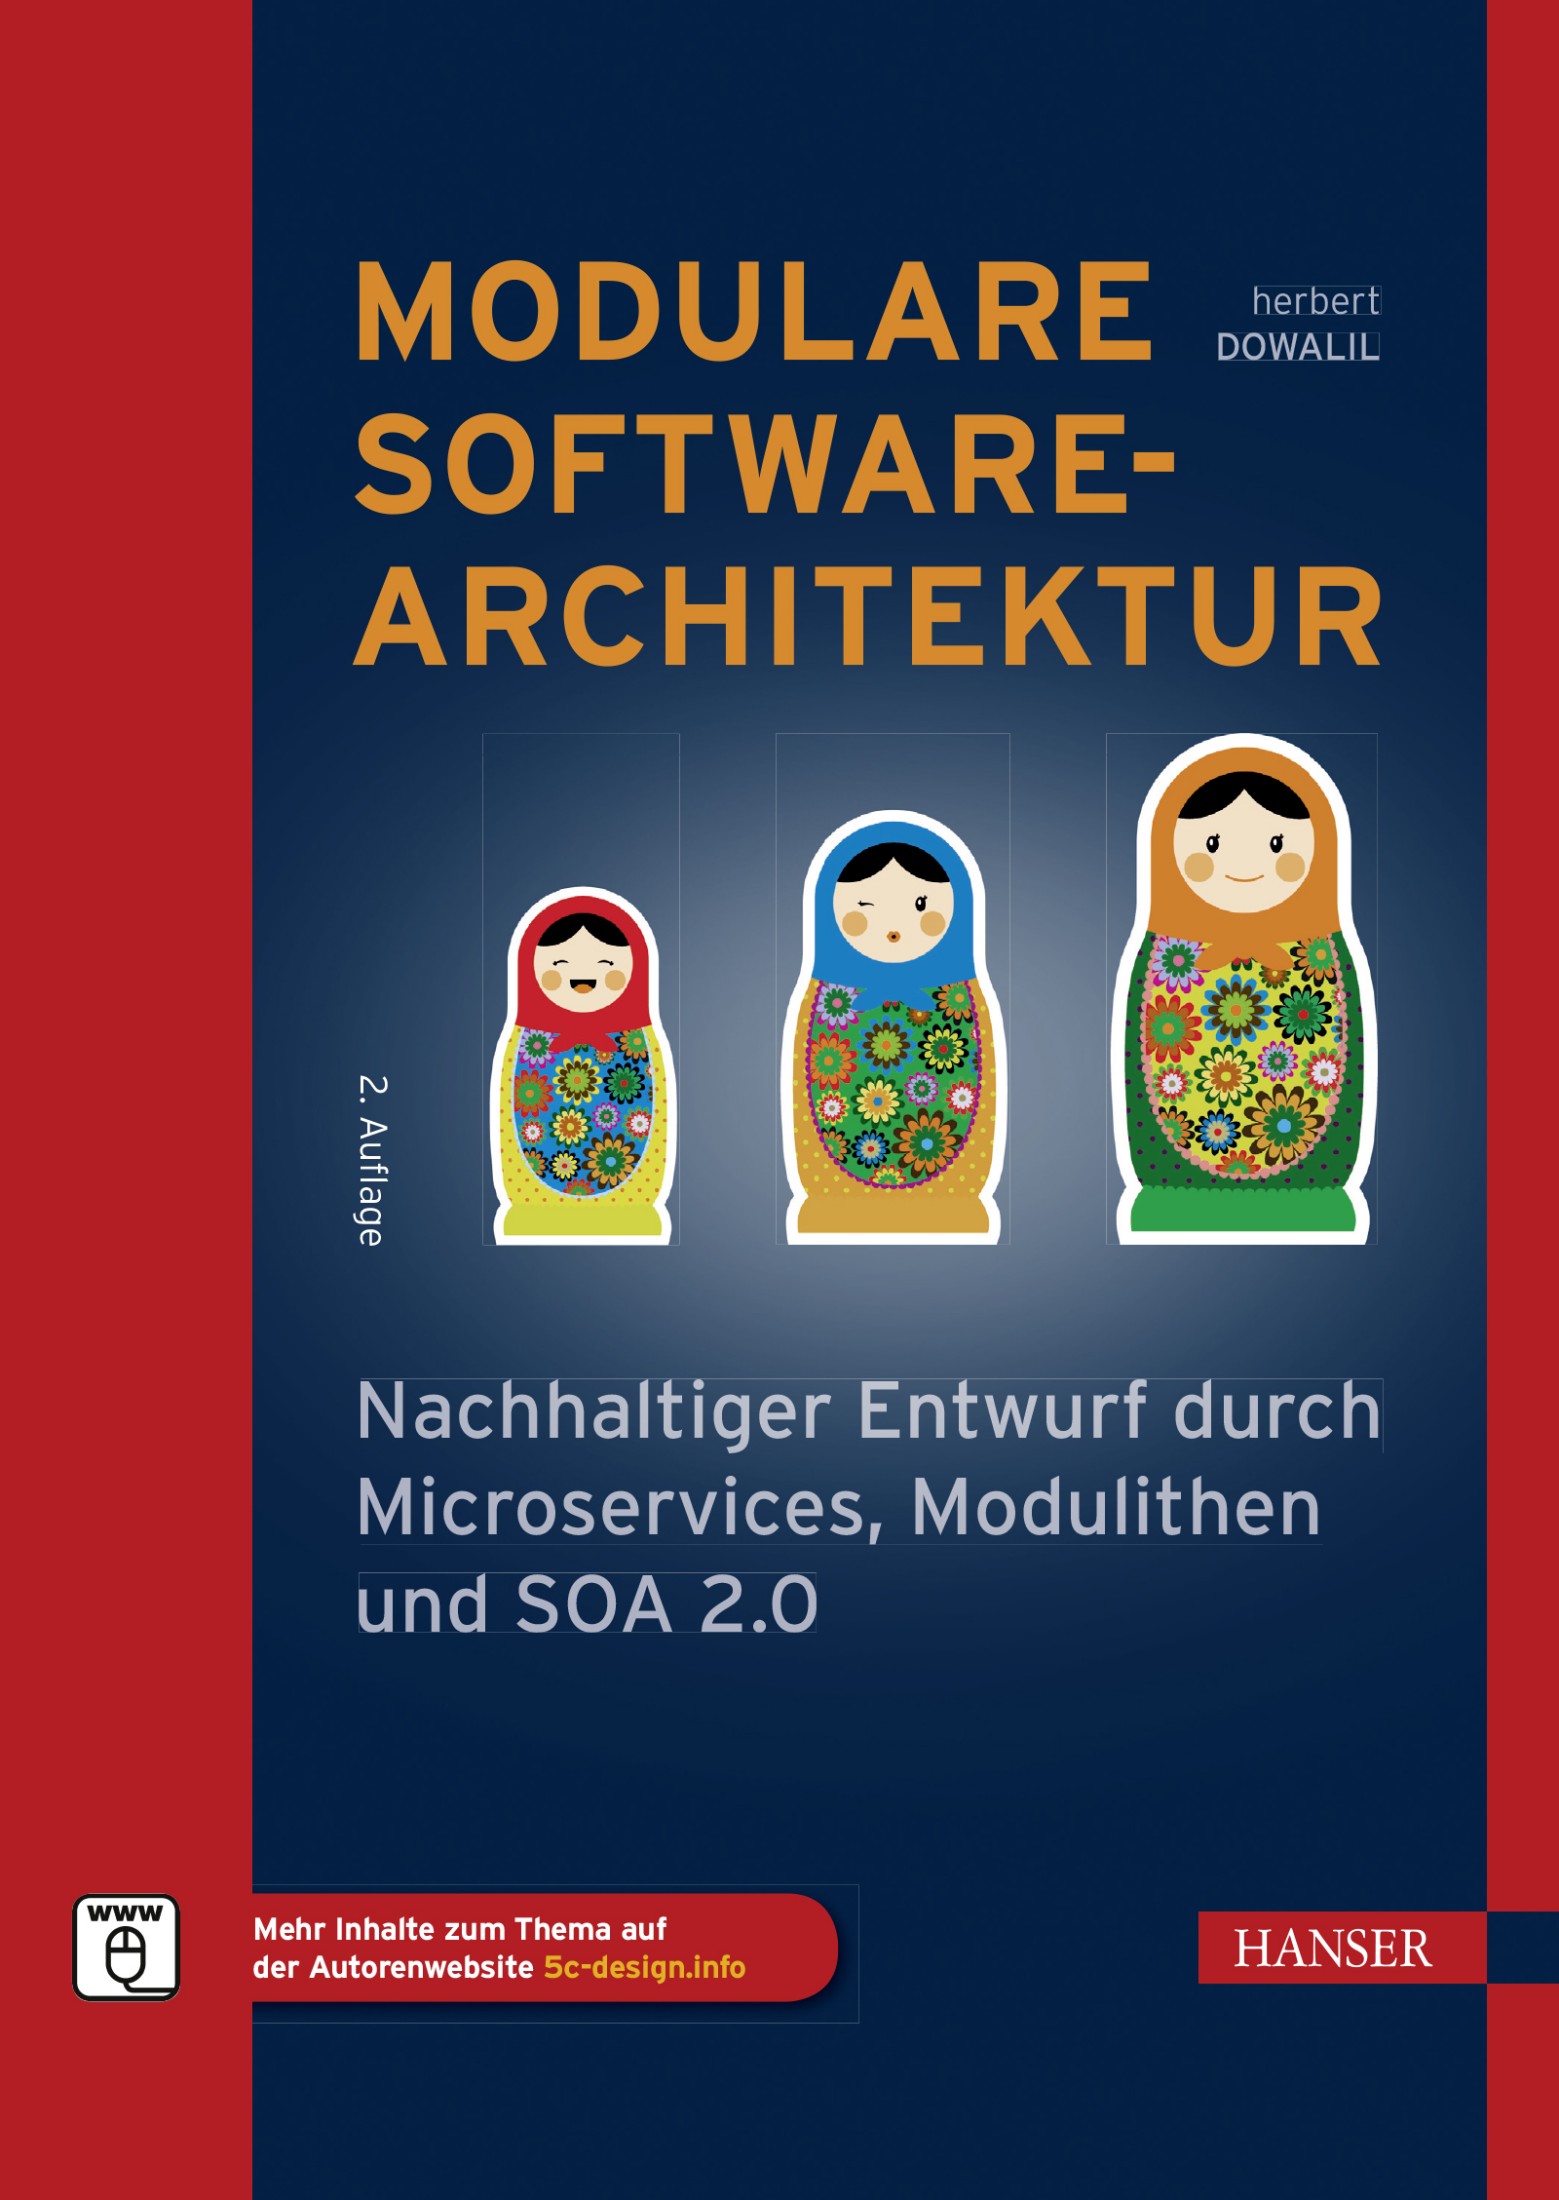 MODULARE
SOFTWARE-
ARCHITEKTUR
herbert
DOWALIL
2. Auflage
Nachhaltiger Entwurf durch
Microservices, Modulithen
und SOA 2.0
WWW
Mehr Inhalte zum Thema auf
der Autorenwebsite 5c-design.info
HANSER